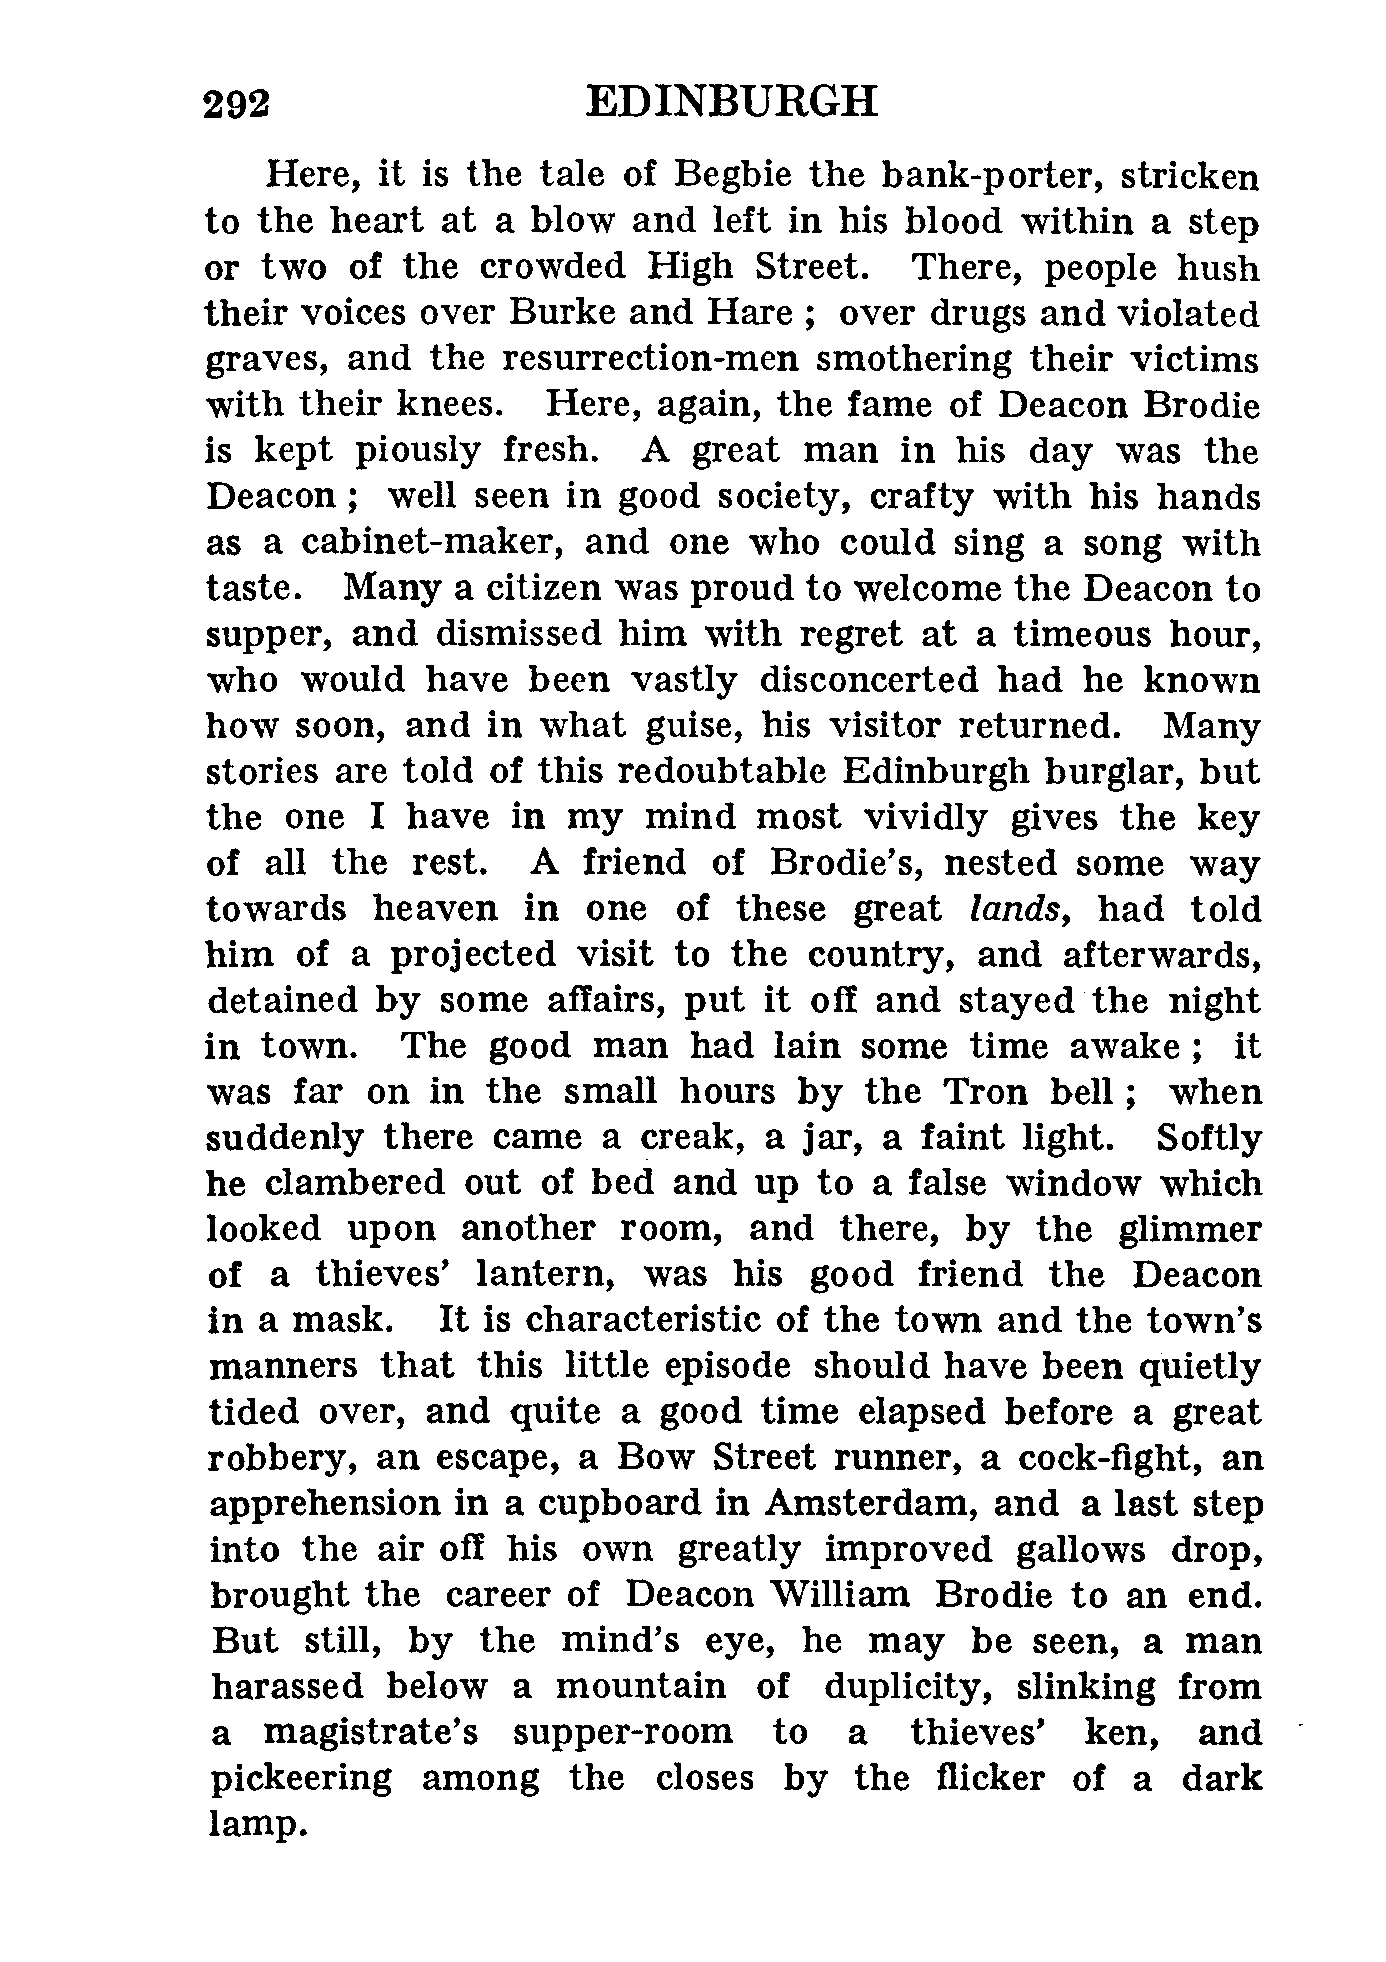 292 EDINBURGH
Here, it is the tale of Begbie the bank-porter, stricken
to the heart at a blow and left in his blood within a step
or two of the crowded High Street. There, people hush
their voices over Burke and Hare ; over drugs and violated
graves, and the resurrection-men smothering their victims
with their knees. Here, again, the fame of Deacon Brodie
is kept piously fresh. A great man in his day was the
Deacon ; well seen in good society, crafty with his hands
as a cabinet-maker, and one who could sing a song with
taste. Many a citizen was proud to welcome the Deacon to
supper, and dismissed him with regret at a timeous hour,
who would have been vastly disconcerted had he known
how soon, and in what guise, his visitor returned. Many
stories are told of this redoubtable Edinburgh burglar, but
the one I have in my mind most vividly gives the key
of all the rest. A friend of Brodie's, nested some way
towards heaven in one of these great lands, had told
him of a projected visit to the country, and afterwards,
detained by some affairs, put it off and stayed the night
in town. The good man had lain some time awake ; it
was far on in the small hours by the Tron bell ; when
suddenly there came a creak, a jar, a faint light. Softly
he clambered out of bed and up to a false window which
looked upon another room, and there, by the glimmer
of a thieves' lantern, was his good friend the Deacon
in a mask. It is characteristic of the town and the town's
manners that this little episode should have been quietly
tided over, and quite a good time elapsed before a great
robbery, an escape, a Bow Street runner, a cock-fight, an
apprehension in a cupboard in Amsterdam, and a last step
into the air off his own greatly improved gallows drop,
brought the career of Deacon William Brodie to an end.
But still, by the mind's eye, he may be seen, a man
harassed below a mountain of duplicity, slinking from
a magistrate's supper-room to a thieves' ken, and
pickeering among the closes by the flicker of a dark
lamp.